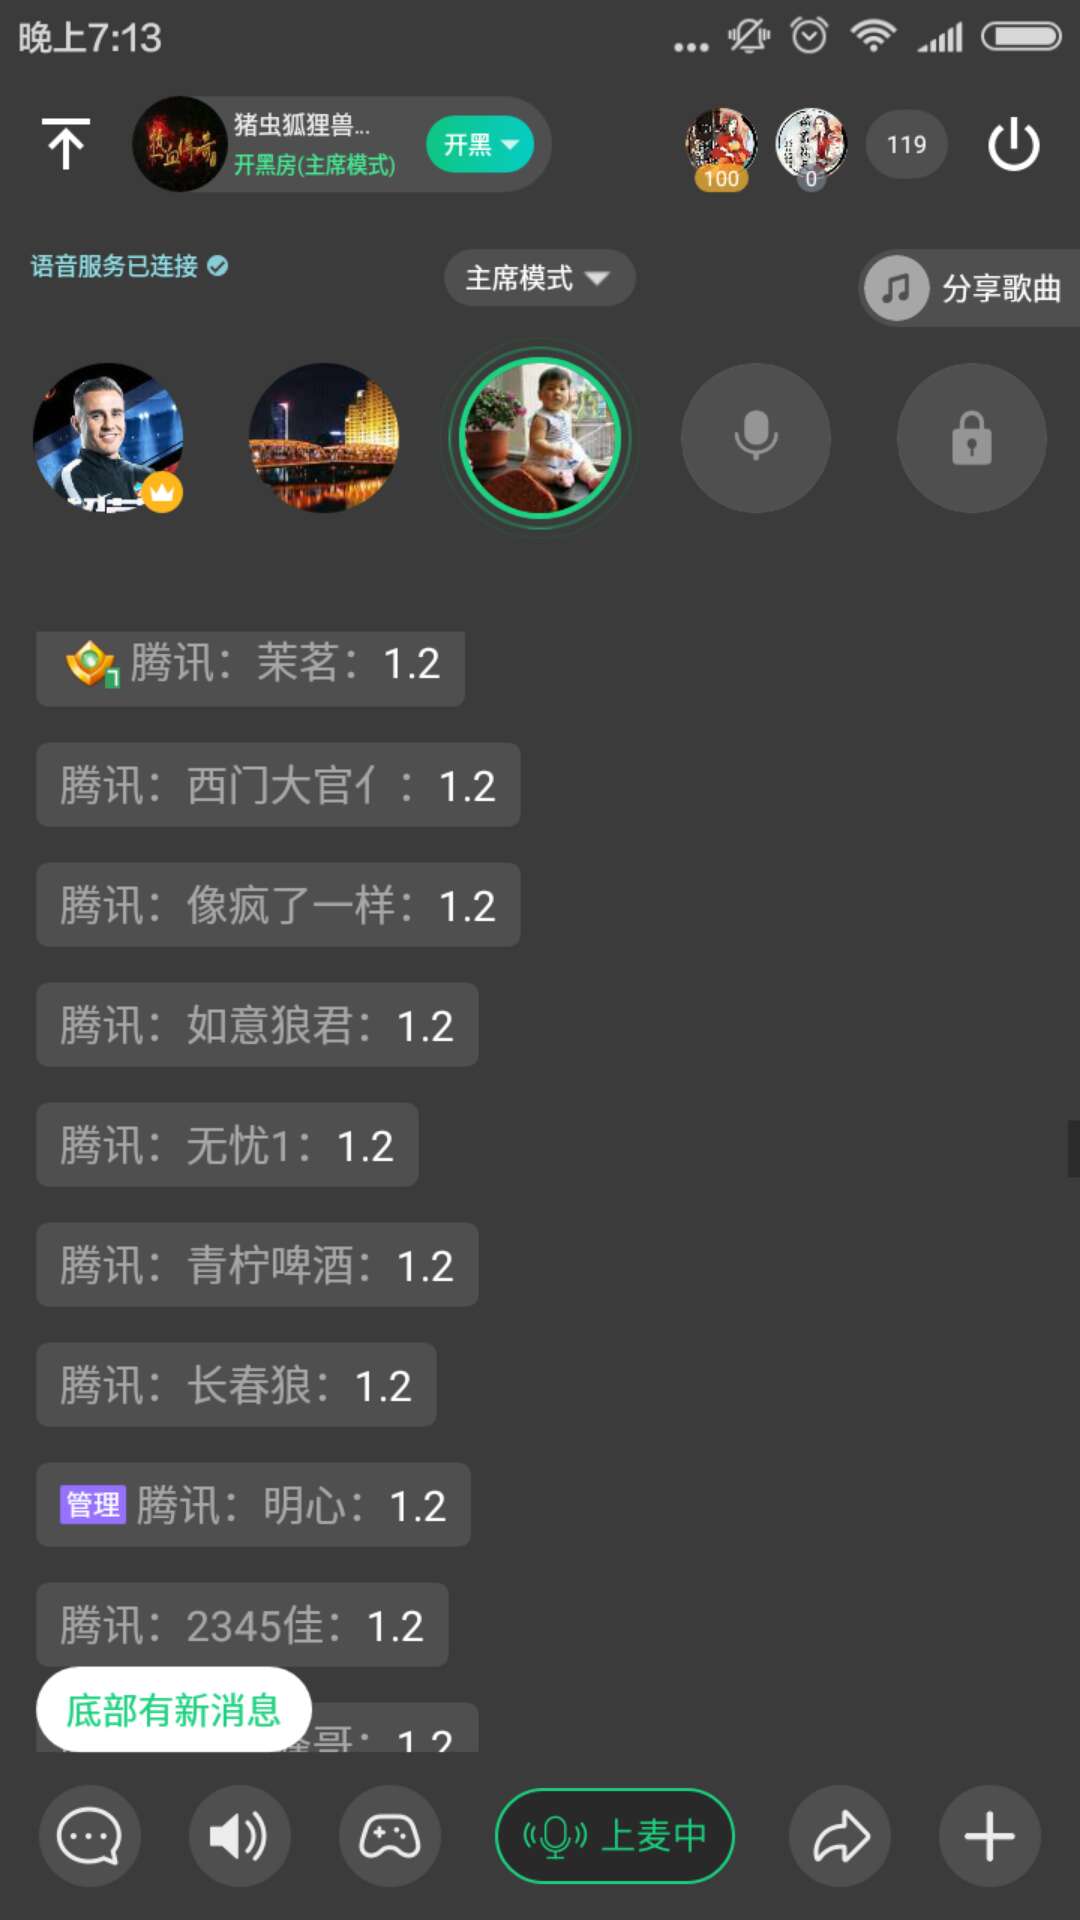 晚上7:13
热血传奇
猪虫狐狸兽...
开黑房(主席模式)
开黑
100
0
119
语音服务已连接
主席模式
分享歌曲
1 腾讯：茉茗：1.2
腾讯：西门大官亻：1.2
腾讯：像疯了一样：1.2
腾讯：如意狼君：1.2
腾讯：无忧1：1.2
腾讯：青柠啤酒：1.2
腾讯：长春狼：1.2
管理 腾讯：明心：1.2
腾讯：2345佳：1.2
底部有新消息
哥：1.2
上麦中